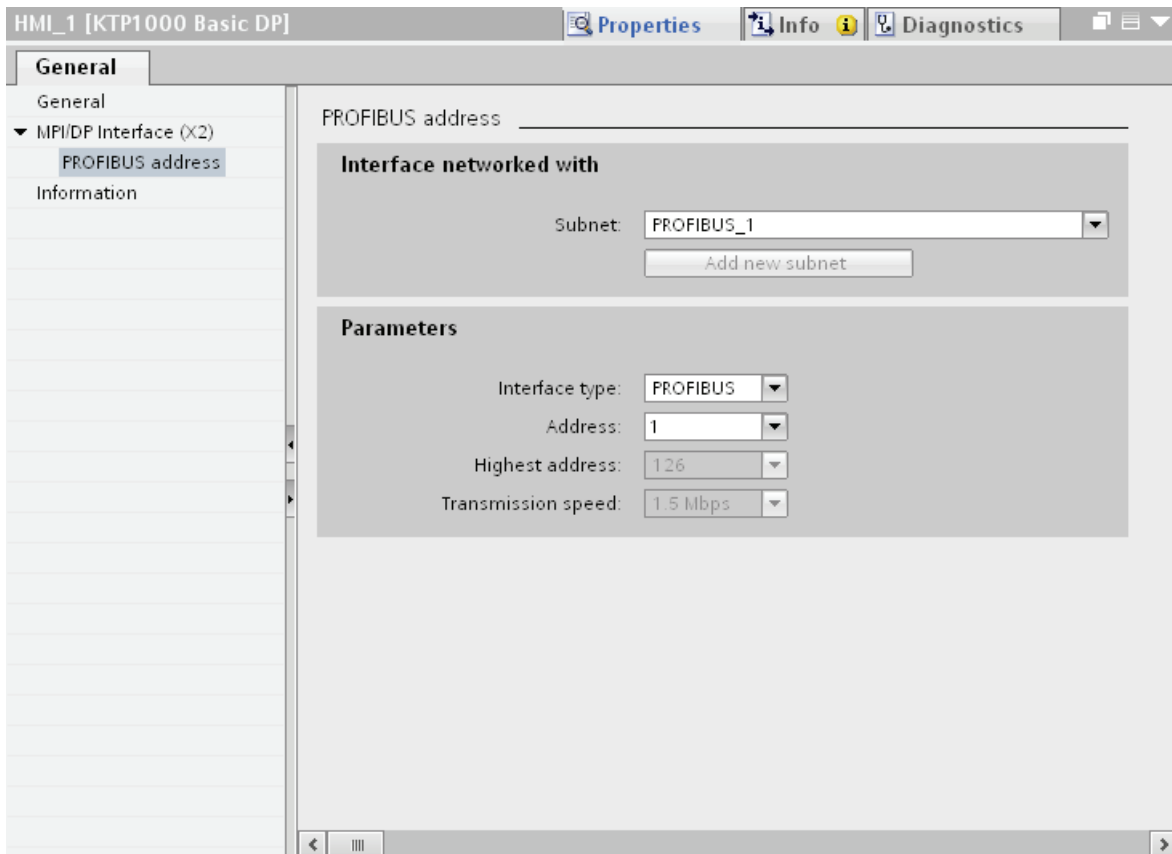 HMI_1 [KTP1000 Basic DP]
Properties
Info
Diagnostics
General
General
MPI/DP Interface (X2)
PROFIBUS address
Information
PROFIBUS address
Interface networked with
Subnet: PROFIBUS_1
Add new subnet
Parameters
Interface type: PROFIBUS
Address: 1
Highest address: 126
Transmission speed: 1.5 Mbps